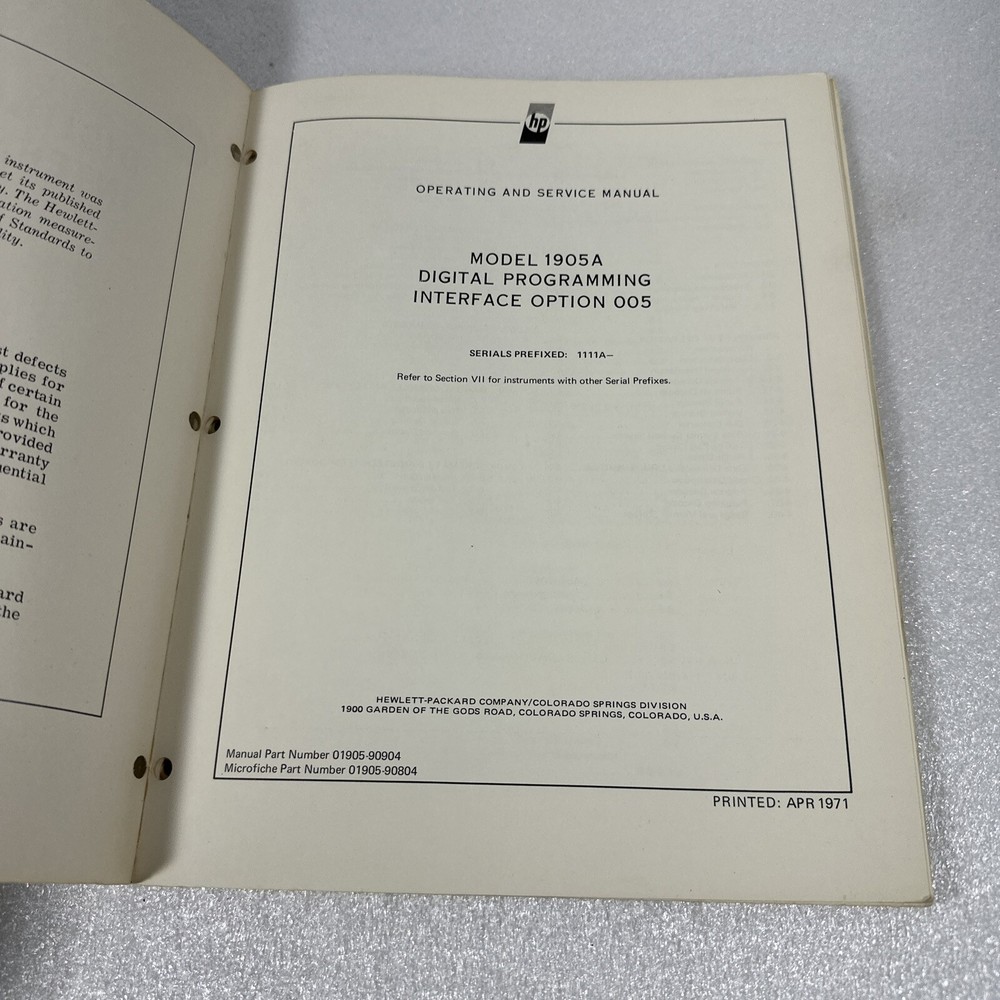 instrument was
et its published
y. The Hewlett-
ation measure-
f Standards to
lity.
st defects
plies for
f certain
for the
s which
rovided
rranty
uential
s are
ain-
ard
the
hp
OPERATING AND SERVICE MANUAL
MODEL 1905A
DIGITAL PROGRAMMING
INTERFACE OPTION 005
SERIALS PREFIXED: 1111A–
Refer to Section VII for instruments with other Serial Prefixes.
HEWLETT-PACKARD COMPANY/COLORADO SPRINGS DIVISION
1900 GARDEN OF THE GODS ROAD, COLORADO SPRINGS, COLORADO, U.S.A.
Manual Part Number 01905-90904
Microfiche Part Number 01905-90804
PRINTED: APR 1971